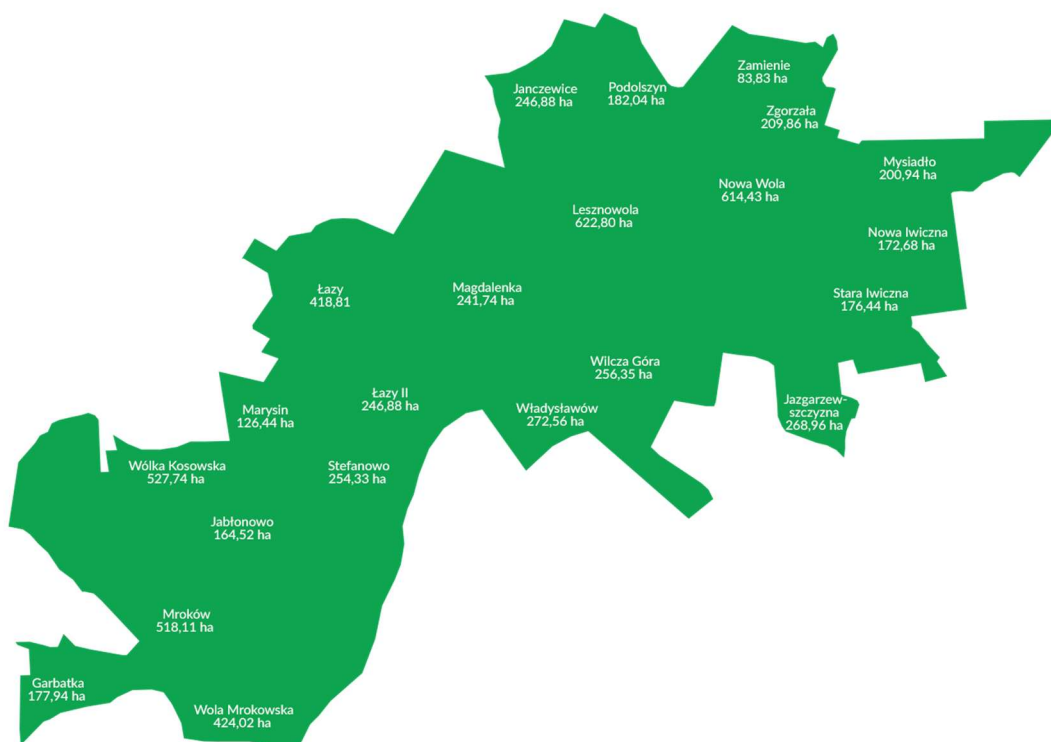 Zamienie
83,83 ha
Janczewice
246,88 ha
Podolszyn
182,04 ha
Zgorzała
209,86 ha
Mysiadło
200,94 ha
Nowa Wola
614,43 ha
Lesznowola
622,80 ha
Nowa Iwiczna
172,68 ha
Łazy
418,81
Magdalenka
241,74 ha
Stara Iwiczna
176,44 ha
Wilcza Góra
256,35 ha
Łazy II
246,88 ha
Marysin
126,44 ha
Władysławów
272,56 ha
Jazgarzew-
szczyzna
268,96 ha
Wólka Kosowska
527,74 ha
Stefanowo
254,33 ha
Jabłonowo
164,52 ha
Mroków
518,11 ha
Garbatka
177,94 ha
Wola Mrokowska
424,02 ha